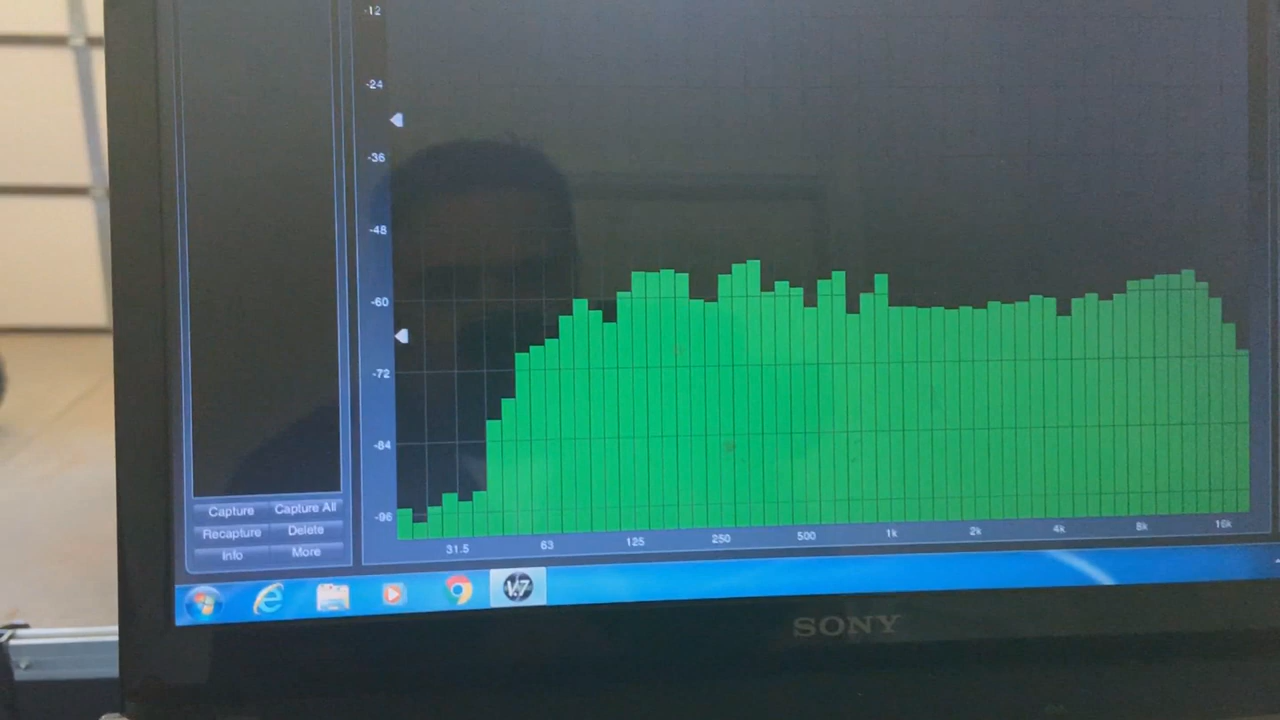 -12
-24
-36
-48
-60
-72
-84
-96
31.5 63 125 250 500 1k 2k 4k 8k 16k
Capture Capture All
Recapture Delete
Info More
V.7
SONY